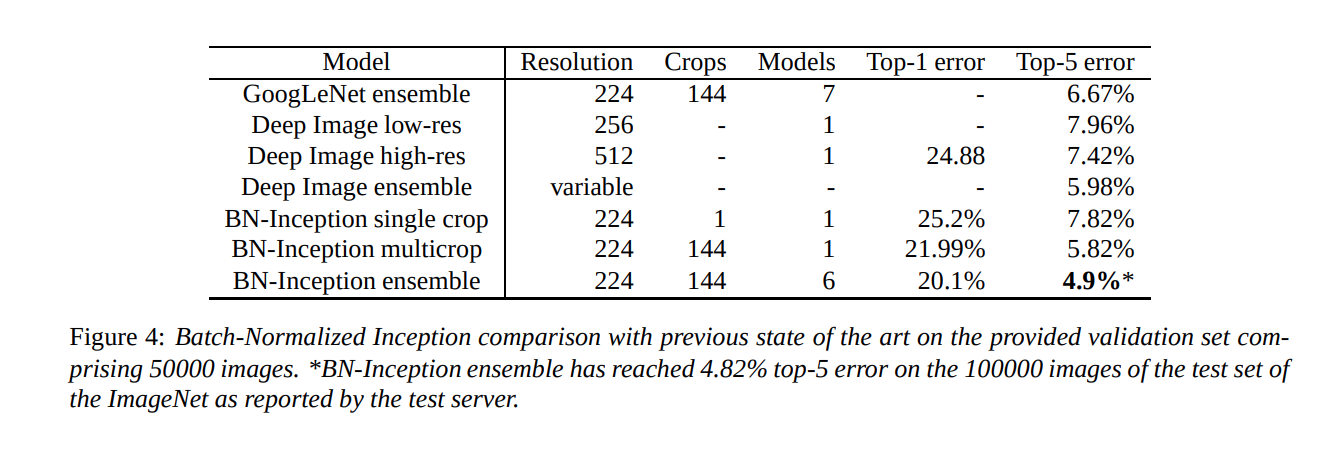 Model Resolution Crops Models Top-1 error Top-5 error
GoogLeNet ensemble 224 144 7 - 6.67%
Deep Image low-res 256 - 1 - 7.96%
Deep Image high-res 512 - 1 24.88 7.42%
Deep Image ensemble variable - - - 5.98%
BN-Inception single crop 224 1 1 25.2% 7.82%
BN-Inception multicrop 224 144 1 21.99% 5.82%
BN-Inception ensemble 224 144 6 20.1% 4.9%*
Figure 4: Batch-Normalized Inception comparison with previous state of the art on the provided validation set com-
prising 50000 images. *BN-Inception ensemble has reached 4.82% top-5 error on the 100000 images of the test set of
the ImageNet as reported by the test server.